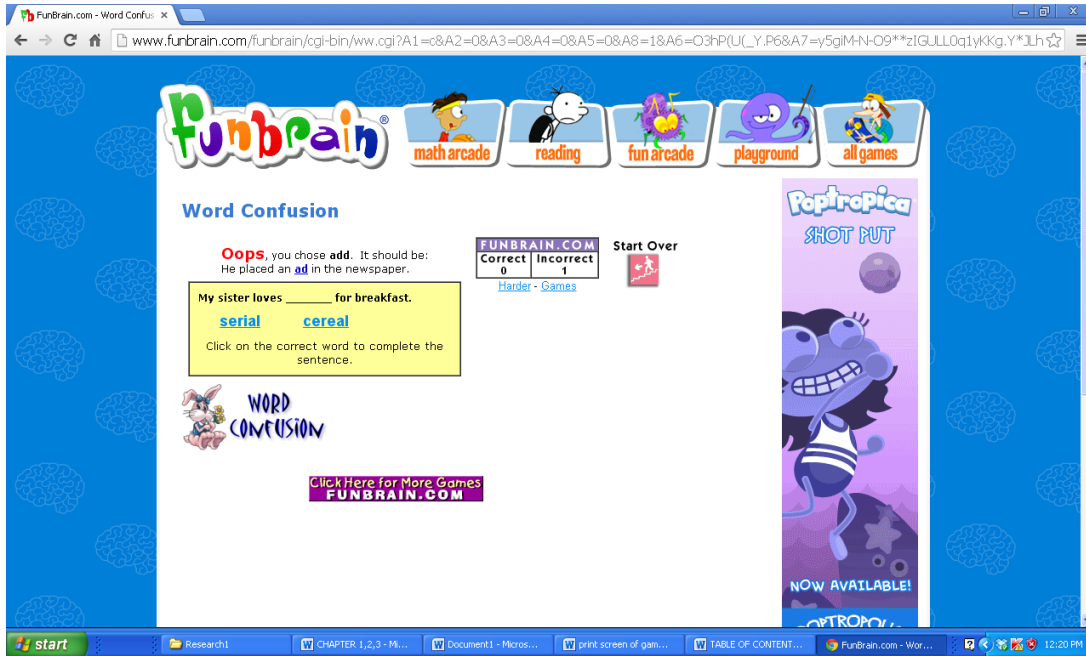 FunBrain.com - Word Confus
www.funbrain.com/funbrain/cgi-bin/ww.cgi?A1=c&A2=0&A3=0&A4=0&A5=0&A8=1&A6=O3hP(U(_Y.P6&A7=y5giM-N-O9**zIGULL0q1yKKg.Y*JLh
funbrain®
math arcade
reading
fun arcade
playground
all games
Word Confusion
Oops, you chose add. It should be:
He placed an ad in the newspaper.
My sister loves _______ for breakfast.
serial cereal
Click on the correct word to complete the
sentence.
FUNBRAIN.COM
Correct Incorrect
0 1
Harder - Games
Start Over
WORD
CONFUSION
Click Here for More Games
FUNBRAIN.COM
Poptropica
SHOT PUT
NOW AVAILABLE!
start
Research1
CHAPTER 1,2,3 - Mi...
Document1 - Micros...
print screen of gam...
TABLE OF CONTENT...
FunBrain.com - Wor...
12:20 PM